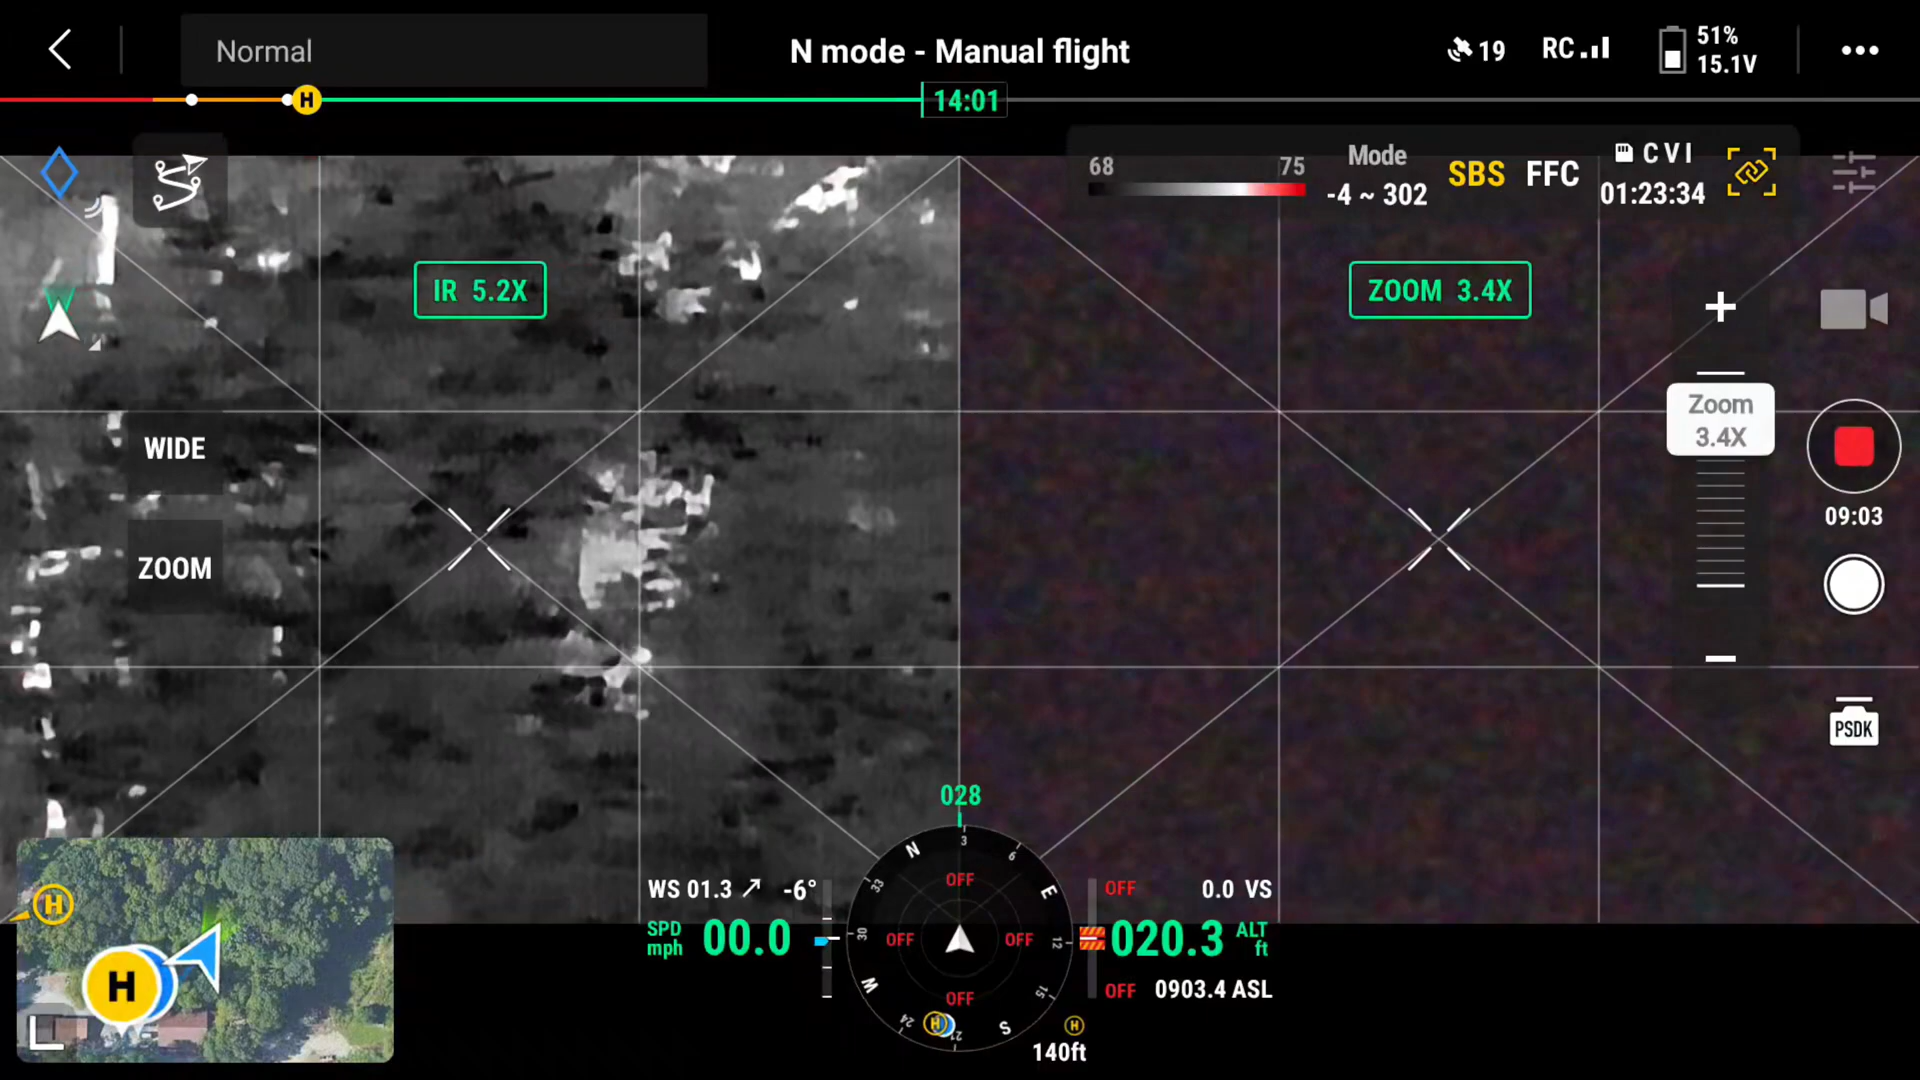 Normal
N mode - Manual flight
19
RC
51%
15.1V
H
14:01
68
75
Mode
-4 ~ 302
SBS
FFC
CVI
01:23:34
IR 5.2X
ZOOM 3.4X
WIDE
ZOOM
Zoom
3.4X
09:03
PSDK
028
WS 01.3
-6°
SPD
mph
00.0
N
3
6
E
12
15
S
21
24
W
30
33
OFF
OFF
OFF
OFF
H
OFF
0.0 VS
020.3
ALT
ft
OFF
0903.4 ASL
H
140ft
H
H
L